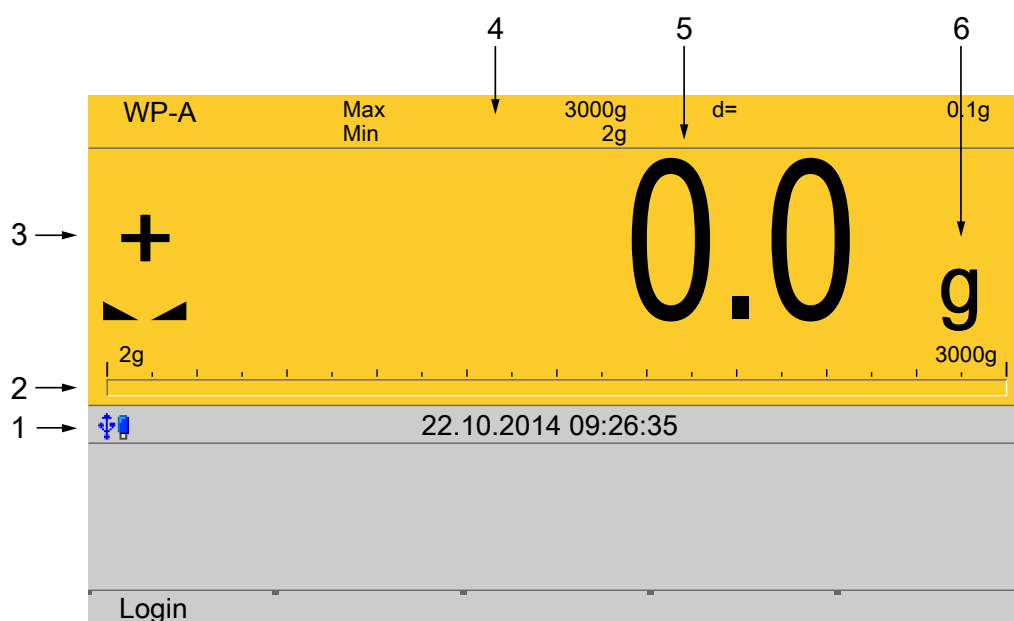 4 5 6
WP-A Max 3000g d= 0.1g
Min 2g
3 + 0.0 g
2g 3000g
2
1 22.10.2014 09:26:35
Login